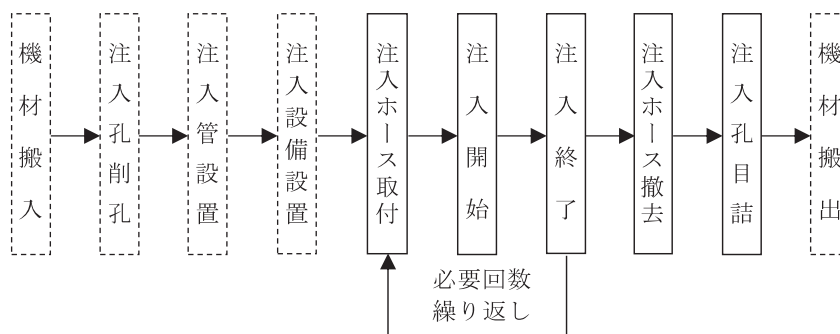 機材搬入
注入孔削孔
注入管設置
注入設備設置
注入ホース取付
注入開始
注入終了
注入ホース撤去
注入孔目詰
機材搬出
必要回数
繰り返し